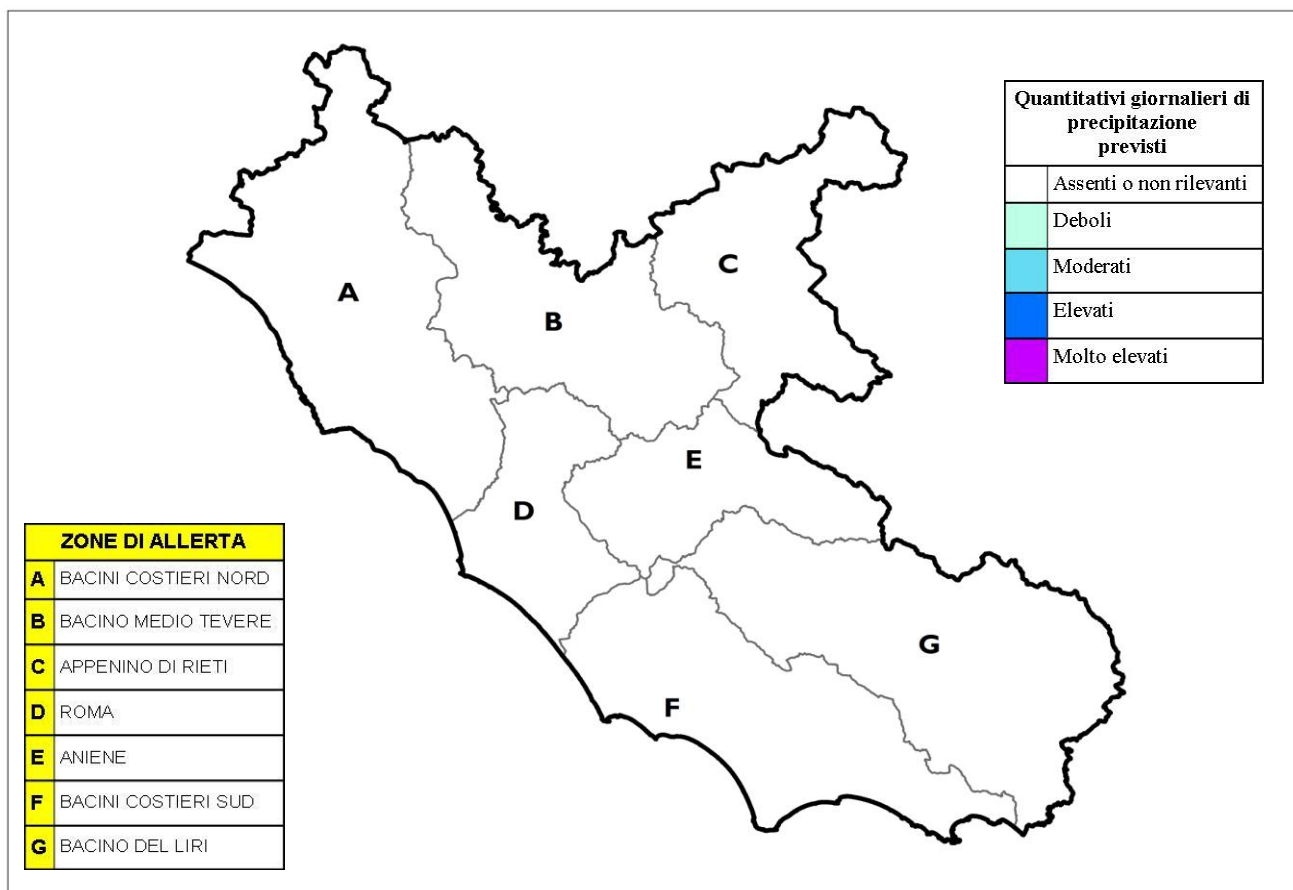 Quantitativi giornalieri di
precipitazione
previsti
Assenti o non rilevanti
Deboli
Moderati
Elevati
Molto elevati
A
B
C
D
E
F
G
ZONE DI ALLERTA
A BACINI COSTIERI NORD
B BACINO MEDIO TEVERE
C APPENINO DI RIETI
D ROMA
E ANIENE
F BACINI COSTIERI SUD
G BACINO DEL LIRI